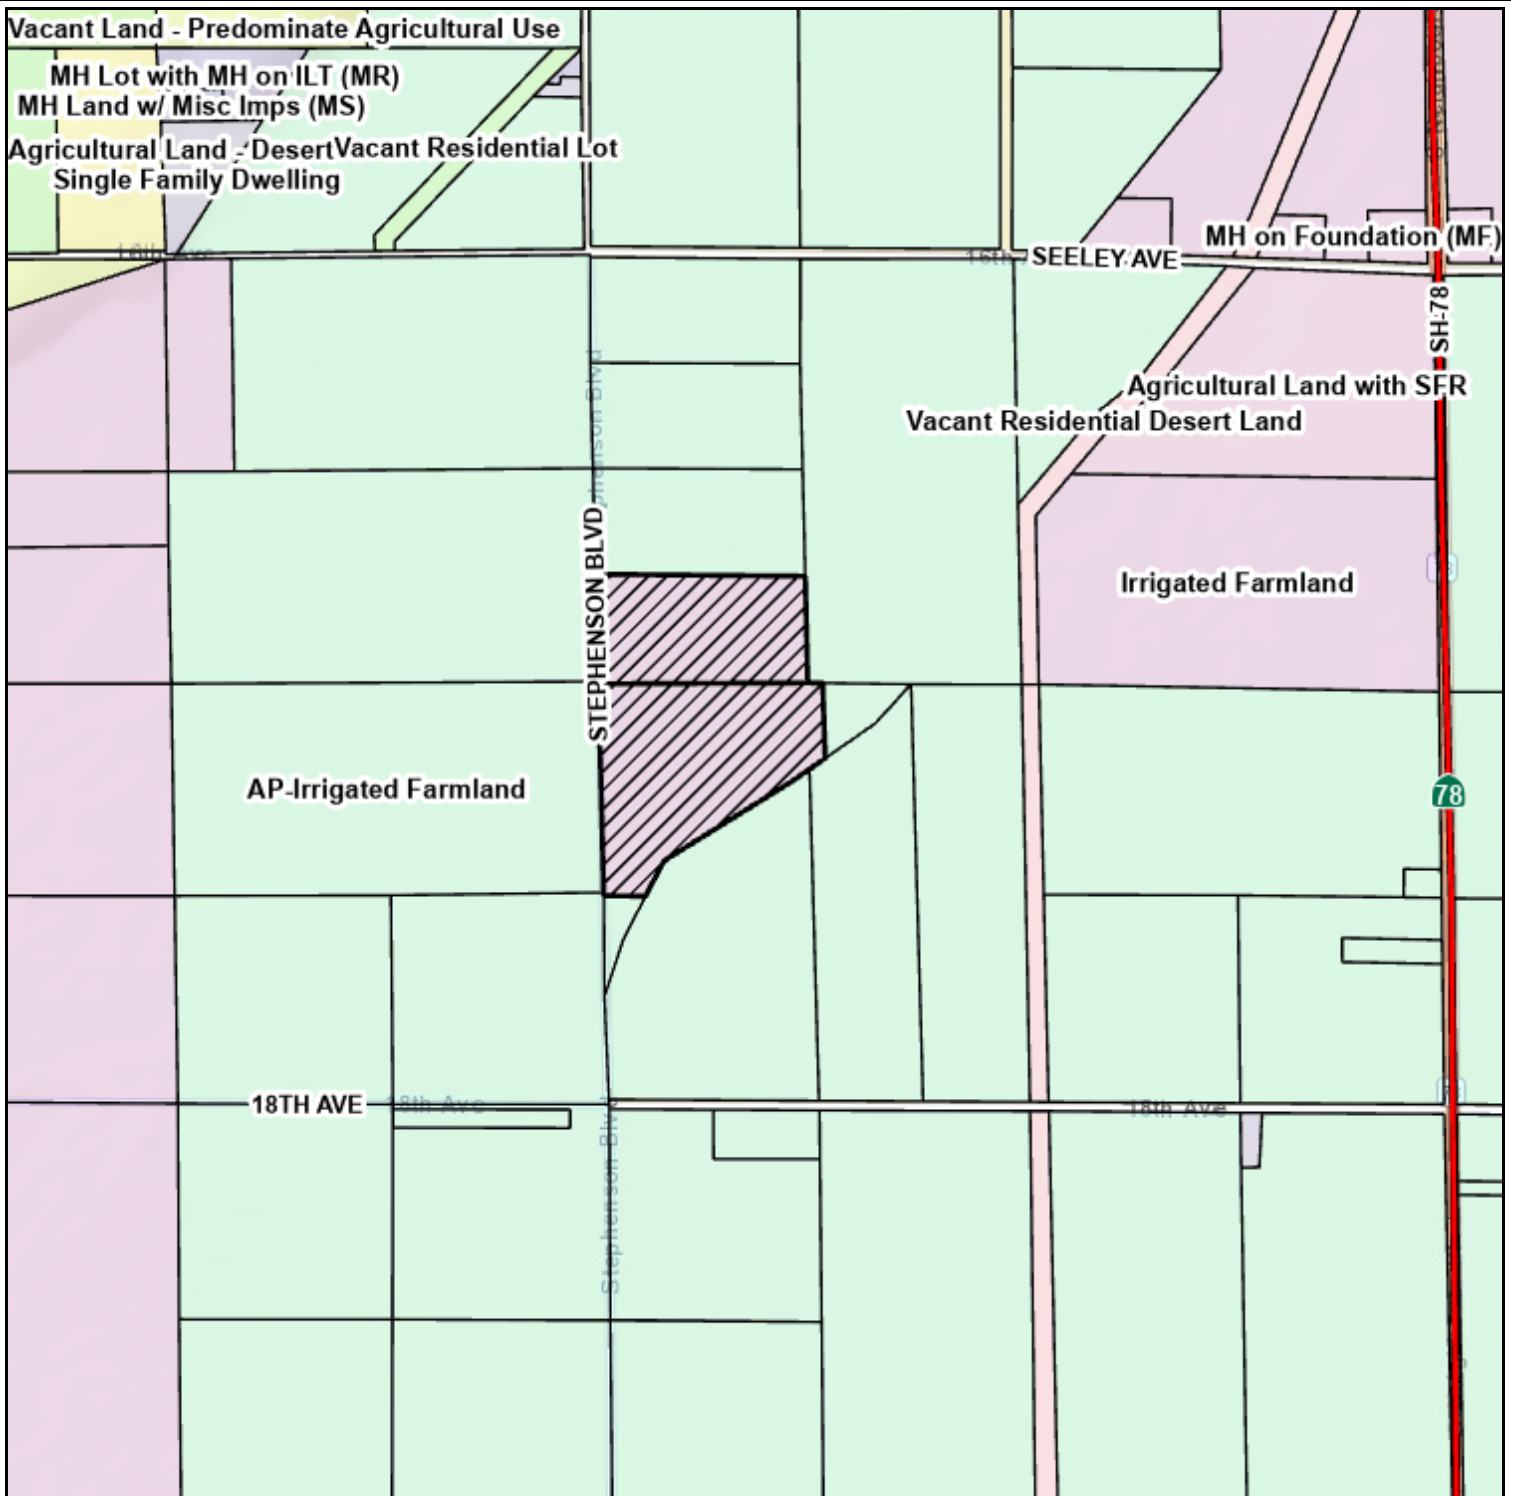 Vacant Land - Predominate Agricultural Use
MH Lot with MH on ILT (MR)
MH Land w/ Misc Imps (MS)
Agricultural Land - Desert
Vacant Residential Lot
Single Family Dwelling
16th Ave
16th
SEELEY AVE
MH on Foundation (MF)
SH-78
Stephenson Blvd
Agricultural Land with SFR
Vacant Residential Desert Land
STEPHENSON BLVD
Irrigated Farmland
AP-Irrigated Farmland
78
18TH AVE
18th Ave
18th Ave
Stephenson Blvd